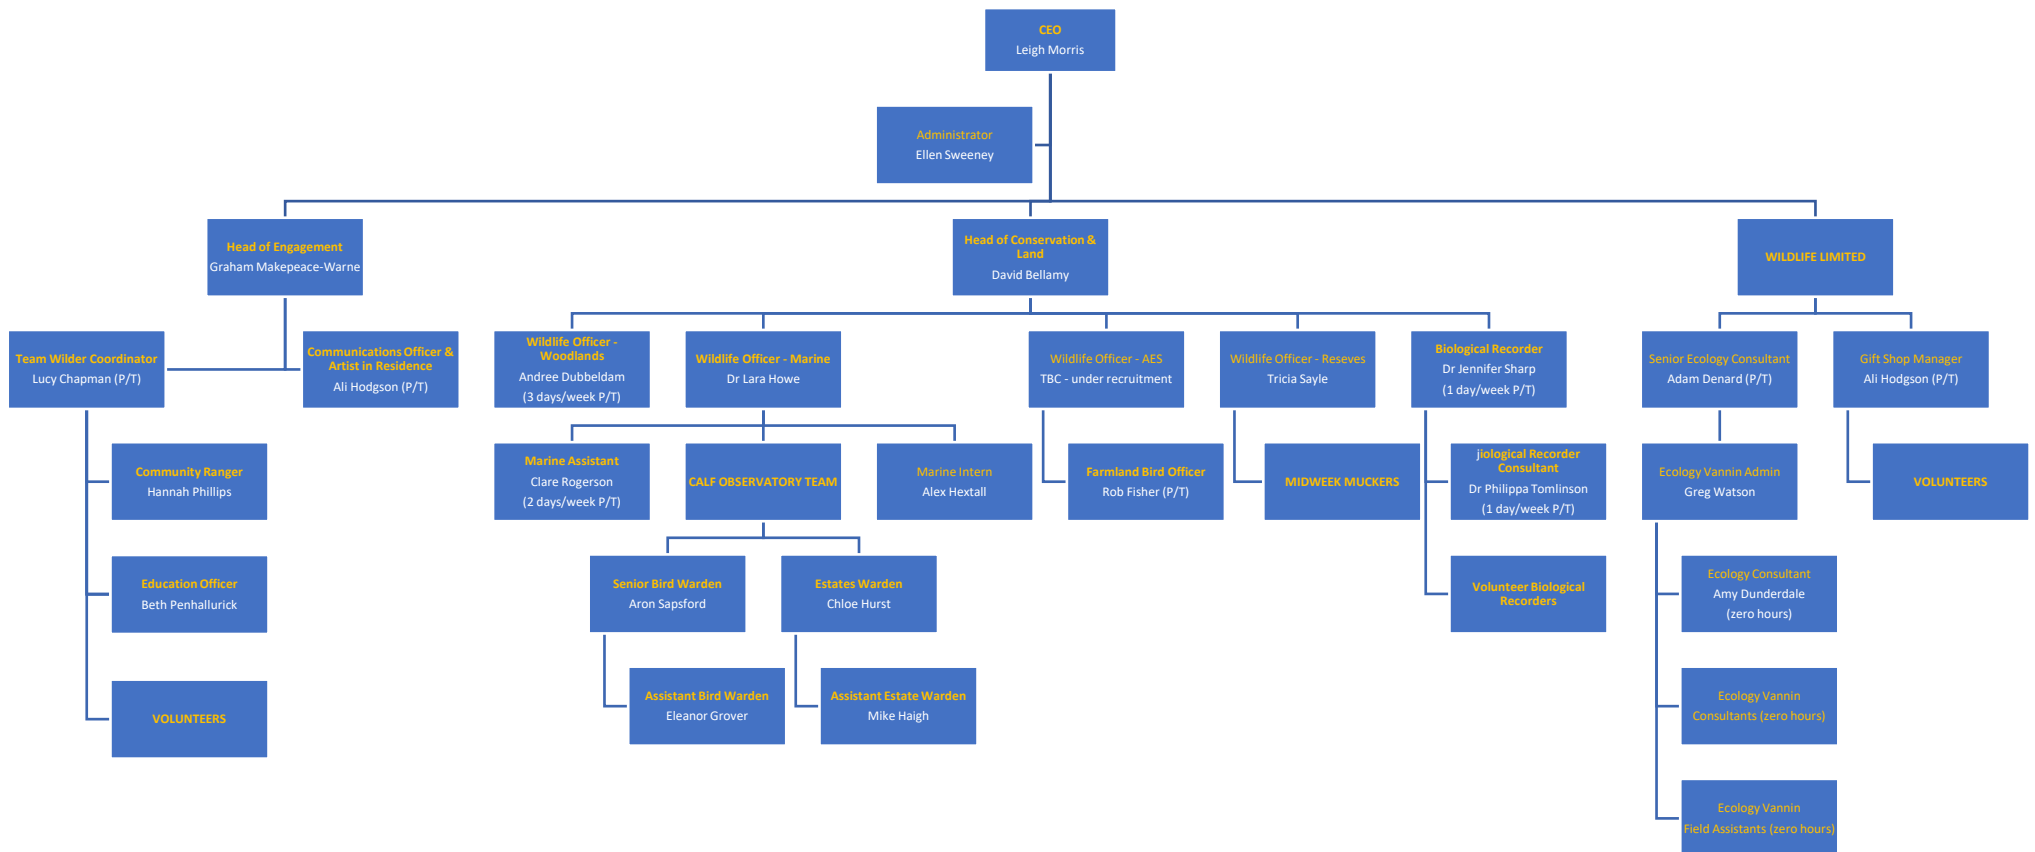 CEO
Leigh Morris
Administrator
Ellen Sweeney
Head of Engagement
Graham Makepeace-Warne
Head of Conservation &
Land
David Bellamy
WILDLIFE LIMITED
Team Wilder Coordinator
Lucy Chapman (P/T)
Communications Officer &
Artist in Residence
Ali Hodgson (P/T)
Wildlife Officer -
Woodlands
Andree Dubbeldam
(3 days/week P/T)
Wildlife Officer - Marine
Dr Lara Howe
Wildlife Officer - AES
TBC - under recruitment
Wildlife Officer - Reseves
Tricia Sayle
Biological Recorder
Dr Jennifer Sharp
(1 day/week P/T)
Senior Ecology Consultant
Adam Denard (P/T)
Gift Shop Manager
Ali Hodgson (P/T)
Community Ranger
Hannah Phillips
Marine Assistant
Clare Rogerson
(2 days/week P/T)
CALF OBSERVATORY TEAM
Marine Intern
Alex Hextall
Farmland Bird Officer
Rob Fisher (P/T)
MIDWEEK MUCKERS
jiological Recorder
Consultant
Dr Philippa Tomlinson
(1 day/week P/T)
Ecology Vannin Admin
Greg Watson
VOLUNTEERS
Education Officer
Beth Penhallurick
Senior Bird Warden
Aron Sapsford
Estates Warden
Chloe Hurst
Volunteer Biological
Recorders
Ecology Consultant
Amy Dunderdale
(zero hours)
VOLUNTEERS
Assistant Bird Warden
Eleanor Grover
Assistant Estate Warden
Mike Haigh
Ecology Vannin
Consultants (zero hours)
Ecology Vannin
Field Assistants (zero hours)